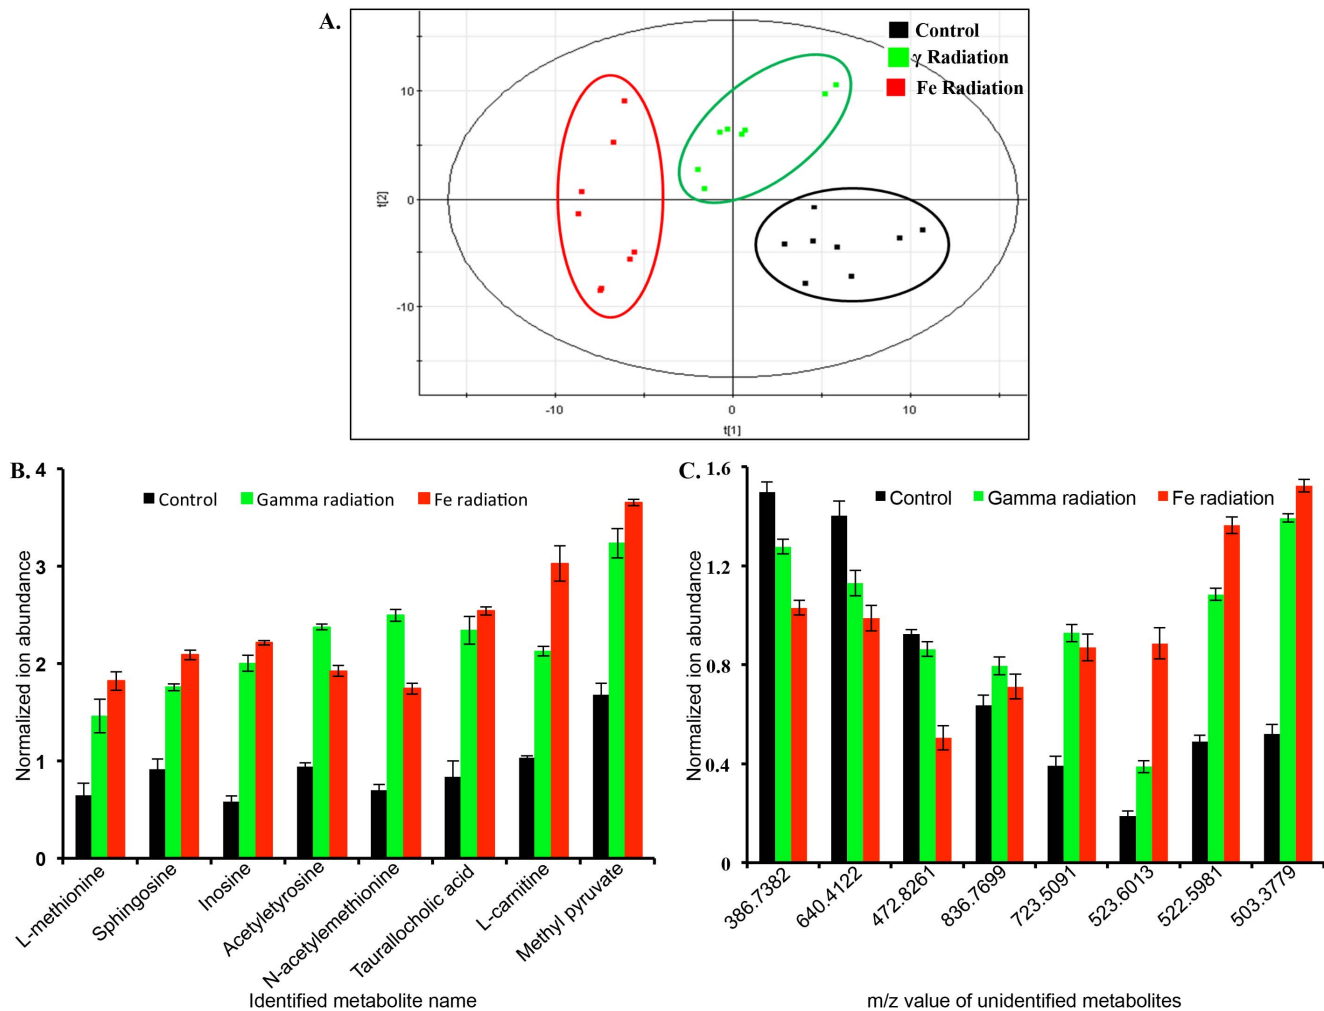 A.
Control
γ Radiation
Fe Radiation
10
0
-10
t[2]
-10
0
10
t[1]
B.
4
3
2
1
0
Normalized ion abundance
Control
Gamma radiation
Fe radiation
L-methionine
Sphingosine
Inosine
Acetyletyrosine
N-acetylemethionine
Taurallocholic acid
L-carnitine
Methyl pyruvate
Identified metabolite name
C.
1.6
1.2
0.8
0.4
0
Normalized ion abundance
Control
Gamma radiation
Fe radiation
386.7382
640.4122
472.8261
836.7699
723.5091
523.6013
522.5981
503.3779
m/z value of unidentified metabolites